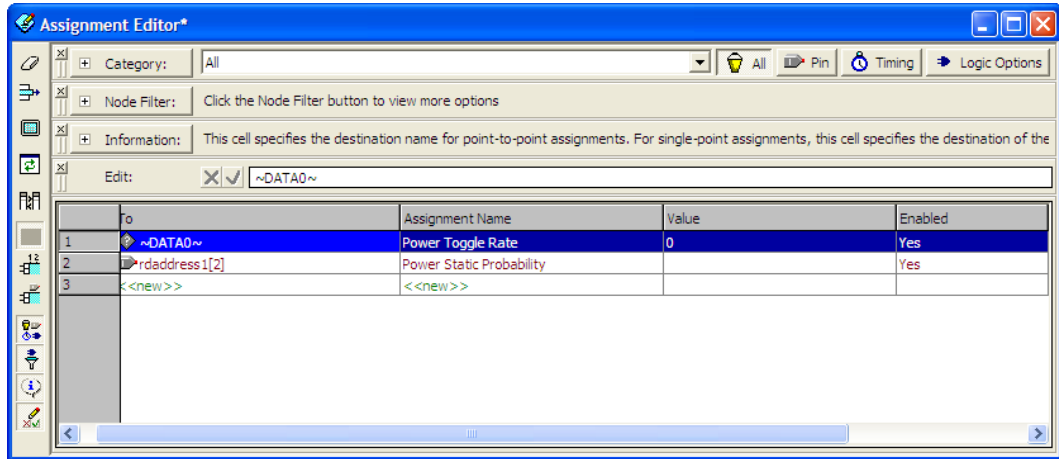 Assignment Editor*
Category: All All Pin Timing Logic Options
Node Filter: Click the Node Filter button to view more options
Information: This cell specifies the destination name for point-to-point assignments. For single-point assignments, this cell specifies the destination of the
Edit: ~DATA0~
To Assignment Name Value Enabled
1 ~DATA0~ Power Toggle Rate 0 Yes
2 rdaddress1[2] Power Static Probability Yes
3 <<new>> <<new>>